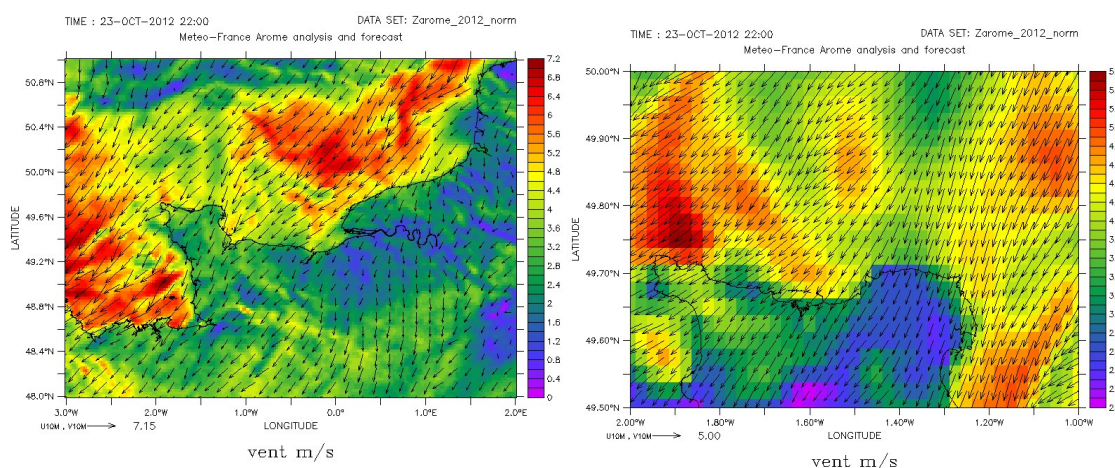 TIME : 23-OCT-2012 22:00
DATA SET: Zarome_2012_norm
Meteo-France Arome analysis and forecast
50.8°N
50.4°N
50.0°N
49.6°N
49.2°N
48.8°N
48.4°N
48.0°N
LATITUDE
3.0°W
2.0°W
1.0°W
0.0°
1.0°E
2.0°E
LONGITUDE
U10M , V10M
7.15
7.2
6.8
6.4
6
5.6
5.2
4.8
4.4
4
3.6
3.2
2.8
2.4
2
1.6
1.2
0.8
0.4
0
vent m/s
TIME : 23-OCT-2012 22:00
DATA SET: Zarome_2012_norm
Meteo-France Arome analysis and forecast
50.00°N
49.90°N
49.80°N
49.70°N
49.60°N
49.50°N
LATITUDE
2.00°W
1.80°W
1.60°W
1.40°W
1.20°W
1.00°W
LONGITUDE
U10M , V10M
5.00
vent m/s